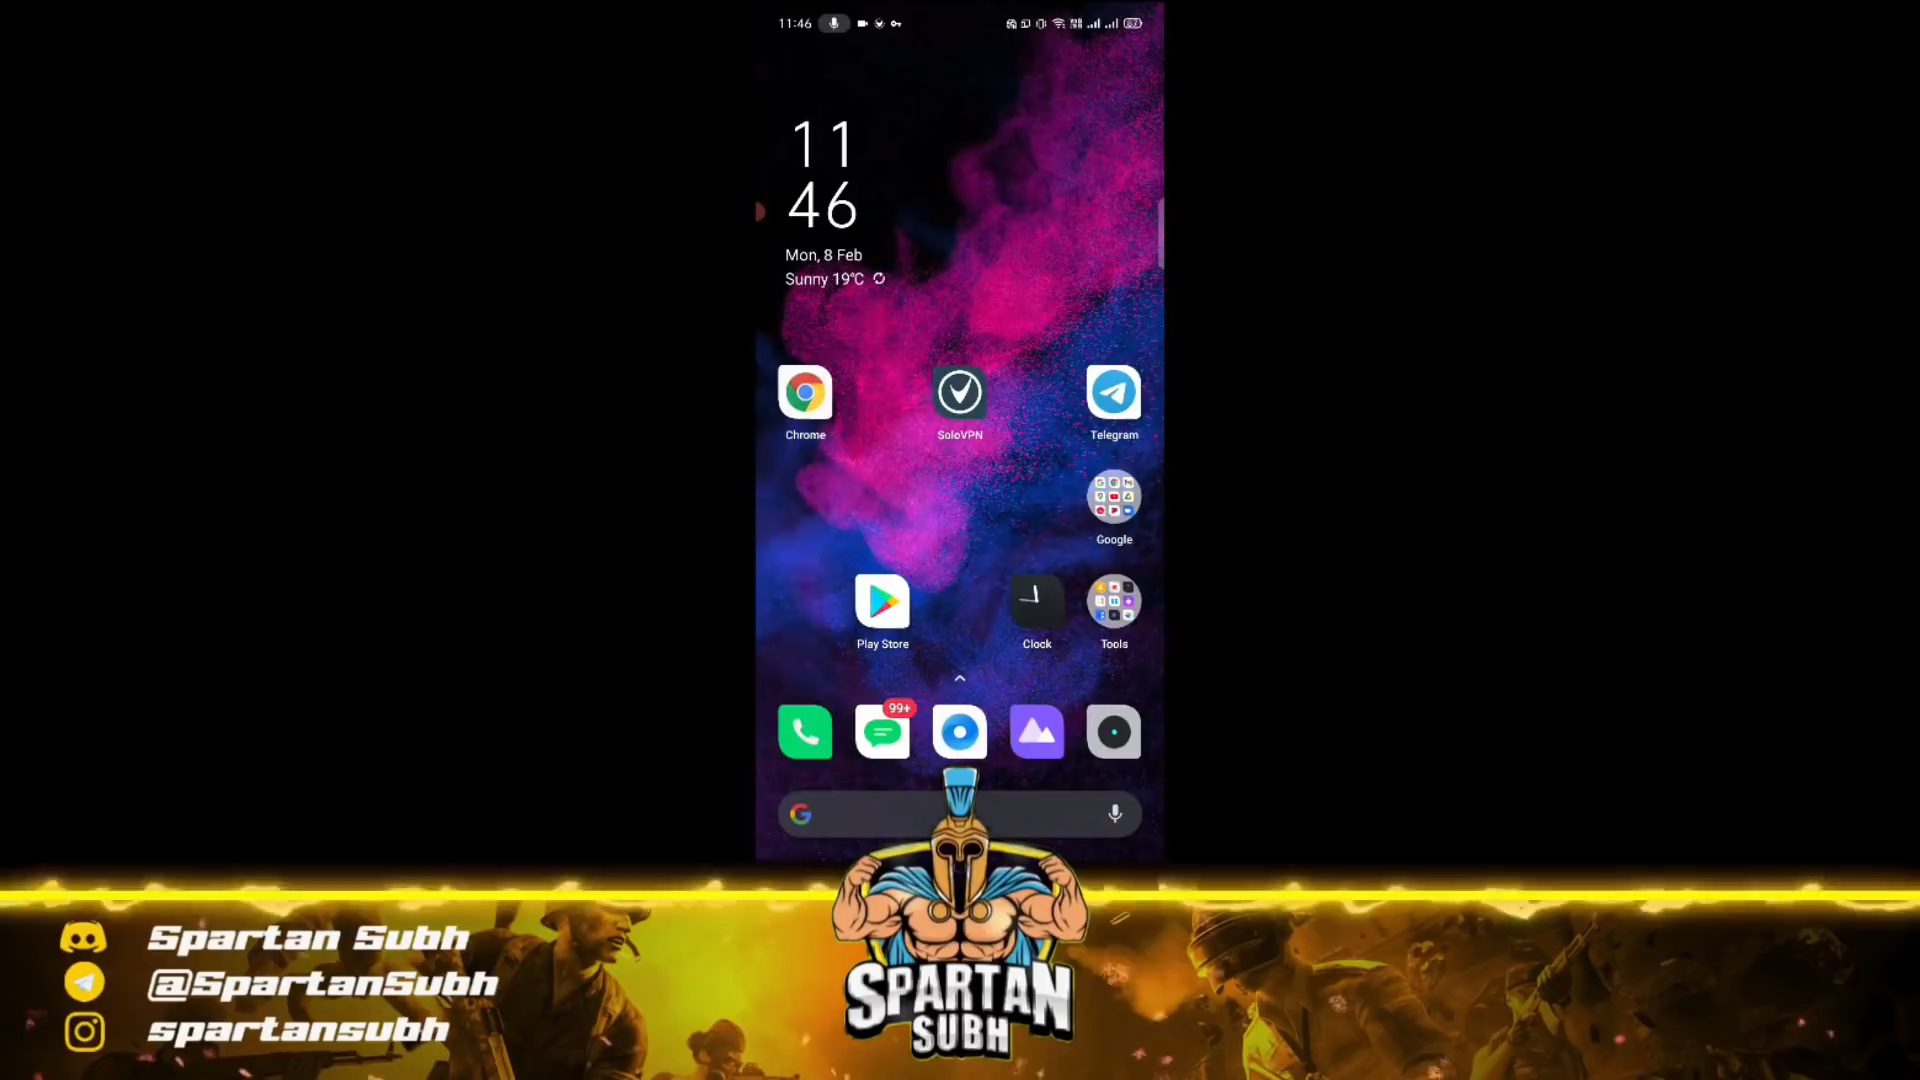 11:46
11
46
Mon, 8 Feb
Sunny 19°C
Chrome
SoloVPN
Telegram
Google
Play Store
Clock
Tools
99+
Spartan Subh
@SpartanSubh
spartansubh
SPARTAN
SUBH